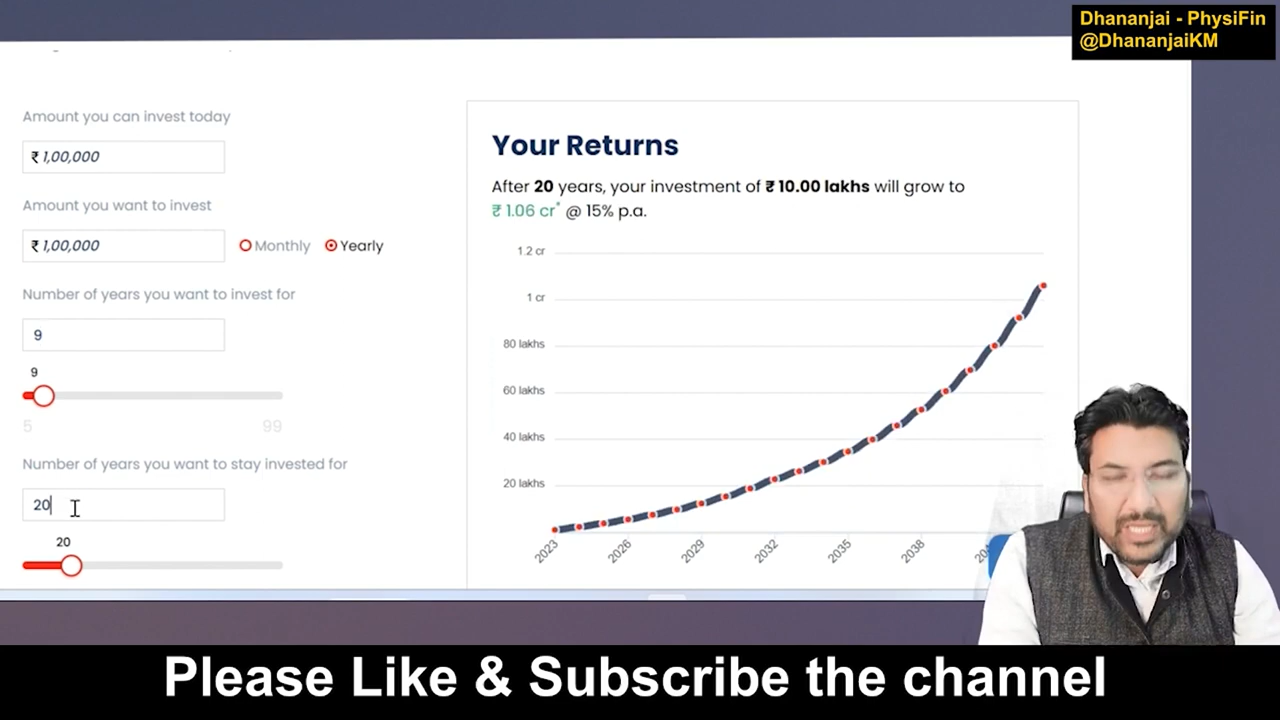 Dhananjai - PhysiFin
@DhananjaiKM
Amount you can invest today
₹ 1,00,000
Amount you want to invest
₹ 1,00,000
Monthly
Yearly
Number of years you want to invest for
9
9
5
99
Number of years you want to stay invested for
20
20
Your Returns
After 20 years, your investment of ₹ 10.00 lakhs will grow to
₹ 1.06 cr* @ 15% p.a.
1.2 cr
1 cr
80 lakhs
60 lakhs
40 lakhs
20 lakhs
2023
2026
2029
2032
2035
2038
Please Like & Subscribe the channel